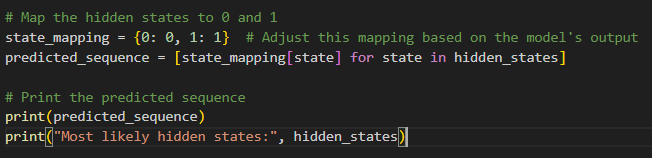 # Map the hidden states to 0 and 1
state_mapping = {0: 0, 1: 1}  # Adjust this mapping based on the model's output
predicted_sequence = [state_mapping[state] for state in hidden_states]

# Print the predicted sequence
print(predicted_sequence)
print("Most likely hidden states:", hidden_states)